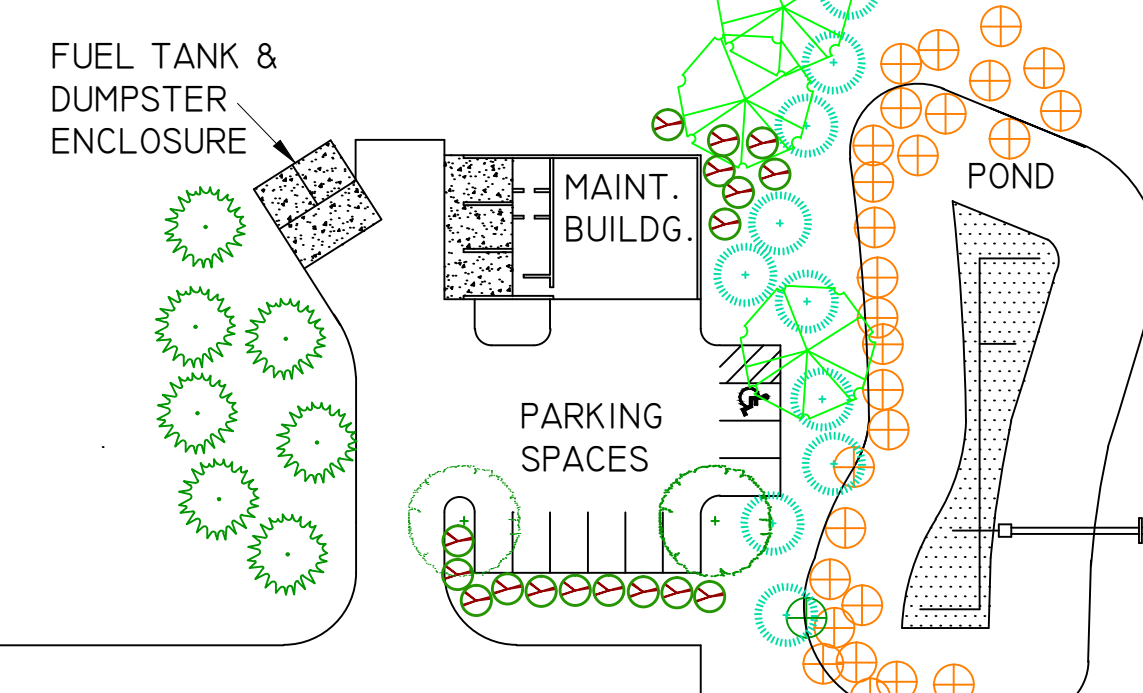 FUEL TANK &
DUMPSTER
ENCLOSURE
MAINT.
BUILDG.
POND
PARKING
SPACES